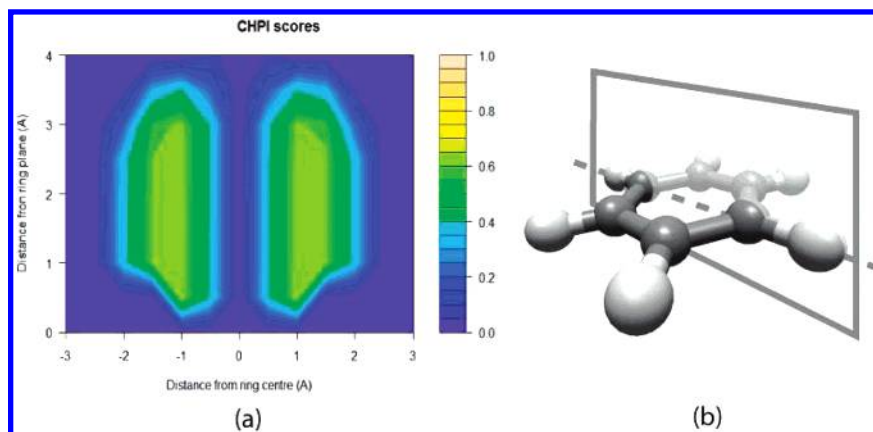 CHPI scores
4
3
2
1
0
Distance from ring plane (A)
-3 -2 -1 0 1 2 3
Distance from ring centre (A)
1.0
0.8
0.6
0.4
0.2
0.0
(a)
(b)